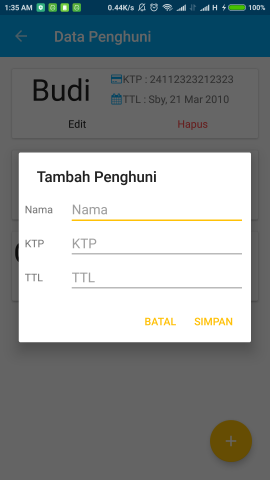 1:35 AM 0.44K/s H 100%
Data Penghuni
Budi
KTP : 24112323212323
TTL : Sby, 21 Mar 2010
Edit Hapus
Tambah Penghuni
Nama Nama
KTP KTP
TTL TTL
BATAL SIMPAN
+